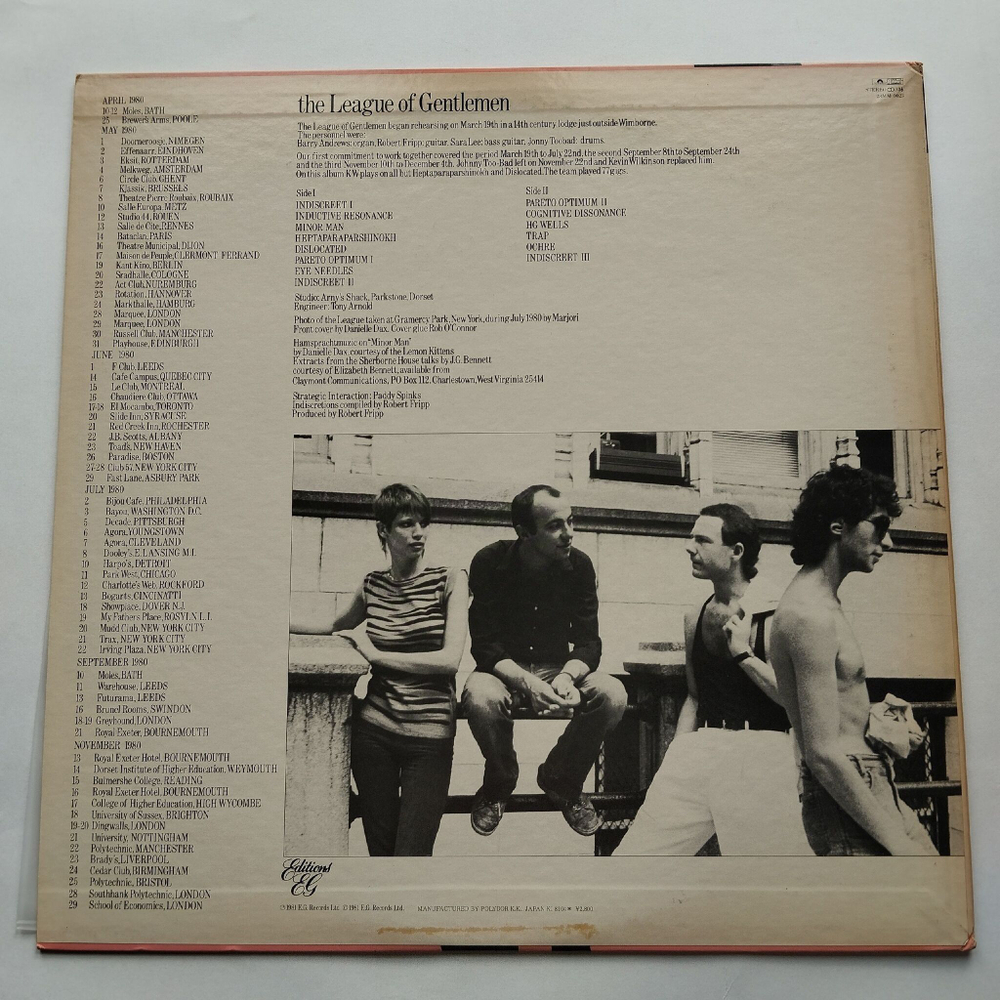 APRIL 1980
10-12 Moles, BATH
25 Brewer's Arms, POOLE
MAY 1980
1 Doornroosje, NIMEGEN
2 Effenaarr, EINDHOVEN
3 Eksit, ROTTERDAM
4 Melkweg, AMSTERDAM
6 Circle Club, GHENT
7 Klassik, BRUSSELS
8 Theatre Pierre Roubaix, ROUBAIX
10 Salle Europa, METZ
12 Studio 44, ROUEN
13 Salle de Cite, RENNES
14 Bataclan, PARIS
16 Theatre Municipal, DIJON
17 Maison de Peuple, CLERMONT FERRAND
19 Kant Kino, BERLIN
20 Stadhalle, COLOGNE
22 Act Club, NUREMBURG
23 Rotation, HANNOVER
24 Markthalle, HAMBURG
28 Marquee, LONDON
29 Marquee, LONDON
30 Russell Club, MANCHESTER
31 Playhouse, EDINBURGH
JUNE 1980
1 F Club, LEEDS
14 Cafe Campus, QUEBEC CITY
15 Le Club, MONTREAL
16 Chaudiere Club, OTTAWA
17-18 El Mocambo, TORONTO
20 Slide Inn, SYRACUSE
21 Red Creek Inn, ROCHESTER
22 J.B. Scotts, ALBANY
23 Toads, NEW HAVEN
26 Paradise, BOSTON
27-28 Club 57, NEW YORK CITY
29 Fast Lane, ASBURY PARK
JULY 1980
2 Bijou Cafe, PHILADELPHIA
3 Bayou, WASHINGTON D.C.
5 Decade, PITTSBURGH
6 Agora, YOUNGSTOWN
7 Agora, CLEVELAND
8 Dooley's, E. LANSING M.I.
10 Harpo's, DETROIT
11 Park West, CHICAGO
12 Charlotte's Web, ROCKFORD
13 Bogarts, CINCINATTI
18 Showplace, DOVER N.J.
19 My Father's Place, ROSYLN L.I.
20 Mudd Club, NEW YORK CITY
21 Trax, NEW YORK CITY
22 Irving Plaza, NEW YORK CITY
SEPTEMBER 1980
10 Moles, BATH
11 Warehouse, LEEDS
13 Futurama, LEEDS
16 Brunel Rooms, SWINDON
18-19 Greyhound, LONDON
21 Royal Exeter, BOURNEMOUTH
NOVEMBER 1980
13 Royal Exeter Hotel, BOURNEMOUTH
14 Dorset Institute of Higher Education, WEYMOUTH
15 Bulmershe College, READING
16 Royal Exeter Hotel, BOURNEMOUTH
17 College of Higher Education, HIGH WYCOMBE
18 University of Sussex, BRIGHTON
19-20 Dingwalls, LONDON
21 University, NOTTINGHAM
22 Polytechnic, MANCHESTER
23 Brady's, LIVERPOOL
24 Cedar Club, BIRMINGHAM
25 Polytechnic, BRISTOL
28 Southbank Polytechnic, LONDON
29 School of Economics, LONDON
the League of Gentlemen
The League of Gentlemen began rehearsing on March 19th in a 14th century lodge just outside Wimborne.
The personnel were:
Barry Andrews: organ, Robert Fripp: guitar, Sara Lee: bass guitar, Jonny Toobad: drums.
Our first commitment to work together covered the period March 19th to July 22nd, the second September 8th to September 24th
and the third November 10th to December 4th. Johnny Too-Bad left on November 22nd and Kevin Wilkinson replaced him.
On this album KW plays on all but Heptaparaparshinokh and Dislocated. The team played 77 gigs.
Side I
INDISCREET I
INDUCTIVE RESONANCE
MINOR MAN
HEPTAPARAPARSHINOKH
DISLOCATED
PARETO OPTIMUM I
EYE NEEDLES
INDISCREET II
Side II
PARETO OPTIMUM II
COGNITIVE DISSONANCE
HG WELLS
TRAP
OCHRE
INDISCREET III
Studio: Arny's Shack, Parkstone, Dorset
Engineer: Tony Arnold
Photo of the League taken at Gramercy Park, New York, during July 1980 by Marjori
Front cover by Danielle Dax, Cover glue Rob O'Connor
Hamsprachtmuzic on "Minor Man"
by Danielle Dax, courtesy of the Lemon Kittens
Extracts from the Sherborne House talks by J.G. Bennett
courtesy of Elizabeth Bennett, available from
Claymont Communications, PO Box 112, Charlestown, West Virginia 25414
Strategic Interaction: Paddy Spinks
Indiscretions compiled by Robert Fripp
Produced by Robert Fripp
Editions
EG
℗ 1981 E.G. Records Ltd. © 1981 E.G. Records Ltd. MANUFACTURED BY POLYDOR K.K., JAPAN ¥2,500